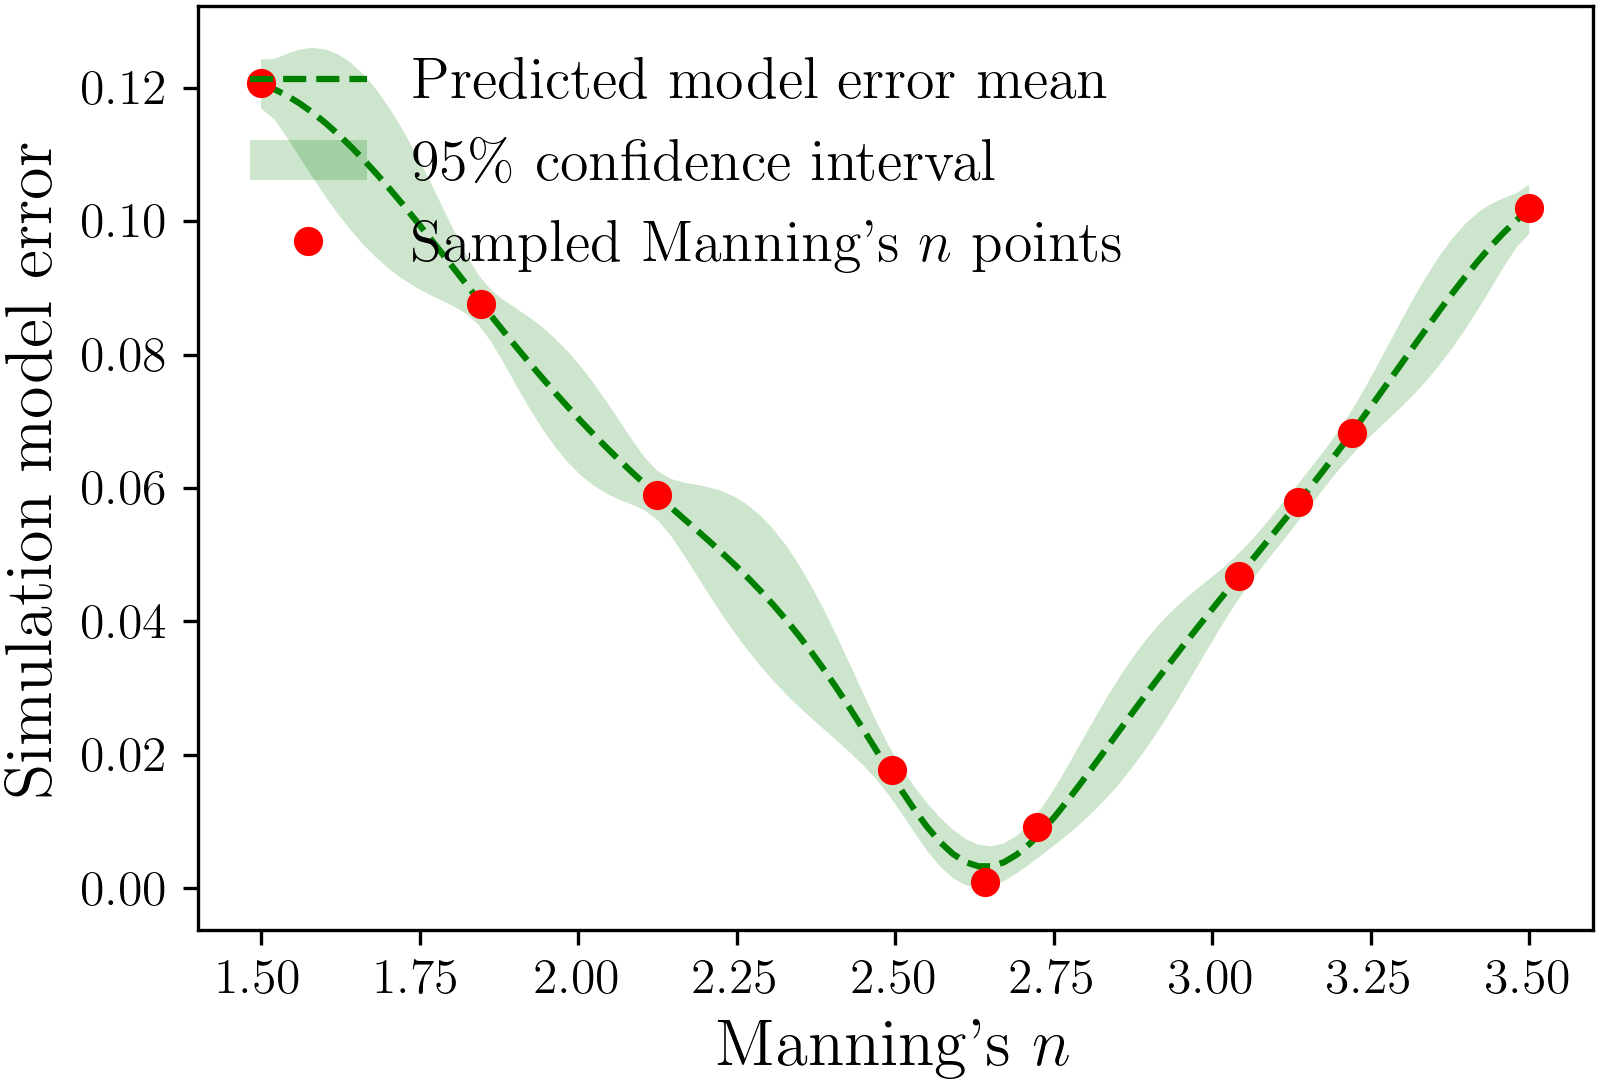 Predicted model error mean
95% confidence interval
Sampled Manning's n points
Simulation model error
0.12
0.10
0.08
0.06
0.04
0.02
0.00
1.50 1.75 2.00 2.25 2.50 2.75 3.00 3.25 3.50
Manning's n